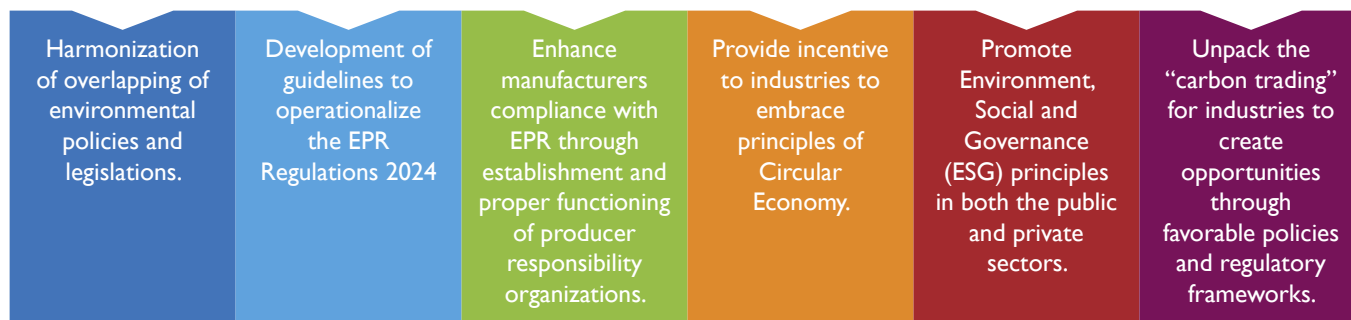 Harmonization
of overlapping of
environmental
policies and
legislations.
Development of
guidelines to
operationalize
the EPR
Regulations 2024
Enhance
manufacturers
compliance with
EPR through
establishment and
proper functioning
of producer
responsibility
organizations.
Provide incentive
to industries to
embrace
principles of
Circular
Economy.
Promote
Environment,
Social and
Governance
(ESG) principles
in both the public
and private
sectors.
Unpack the
“carbon trading”
for industries to
create
opportunities
through
favorable policies
and regulatory
frameworks.